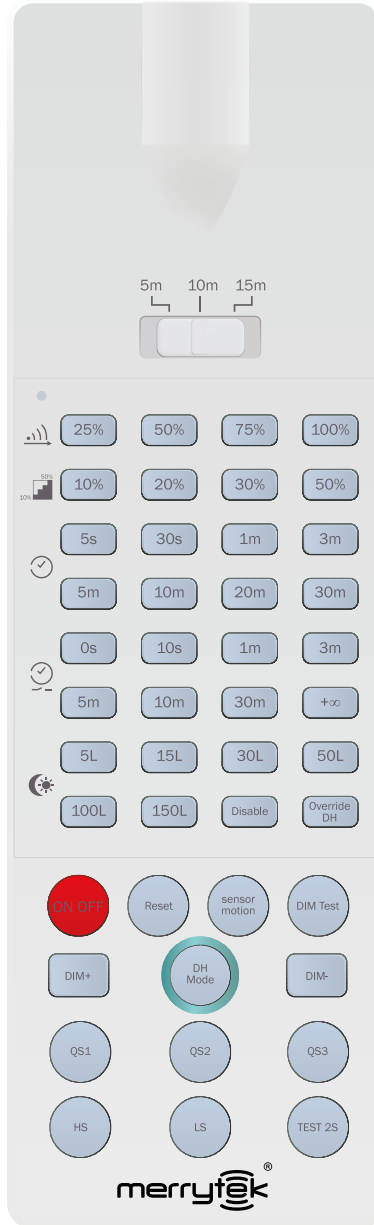 5m 10m 15m
25% 50% 75% 100%
50%
10%
10% 20% 30% 50%
5s 30s 1m 3m
5m 10m 20m 30m
0s 10s 1m 3m
5m 10m 30m +∞
5L 15L 30L 50L
100L 150L Disable Override
DH
ON OFF Reset sensor
motion DIM Test
DIM+ DH
Mode DIM-
QS1 QS2 QS3
HS LS TEST 2S
merrytek®